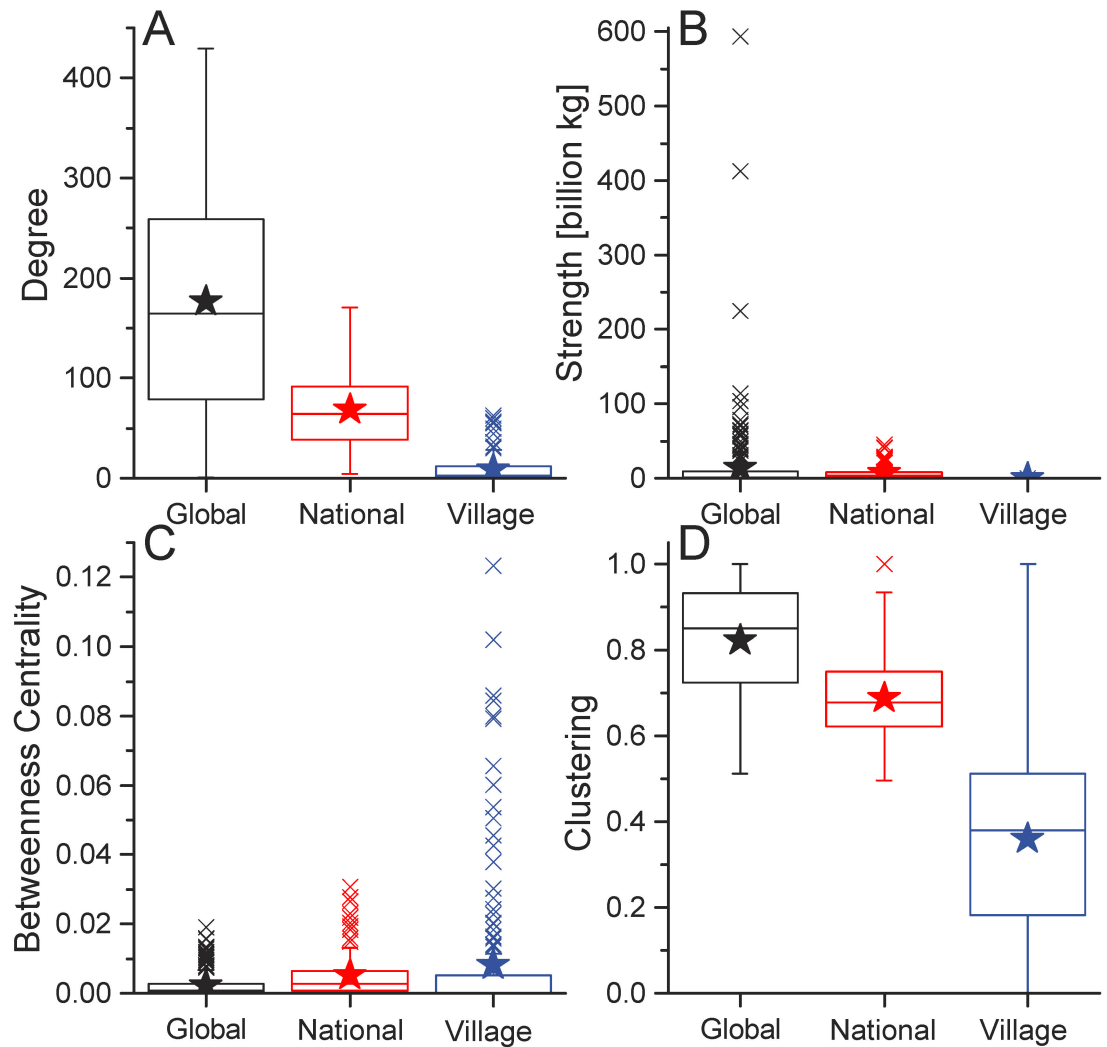 A
Degree
400
300
200
100
0
Global National Village
B
Strength [billion kg]
600
500
400
300
200
100
0
Global National Village
C
Betweenness Centrality
0.12
0.10
0.08
0.06
0.04
0.02
0.00
Global National Village
D
Clustering
1.0
0.8
0.6
0.4
0.2
0.0
Global National Village